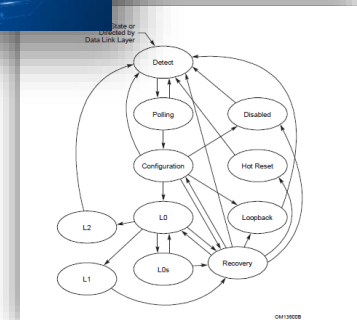 State or
Directed by
Data Link Layer
Detect
Polling
Disabled
Configuration
Hot Reset
L2
L0
Loopback
L1
L0s
Recovery
OM13800B